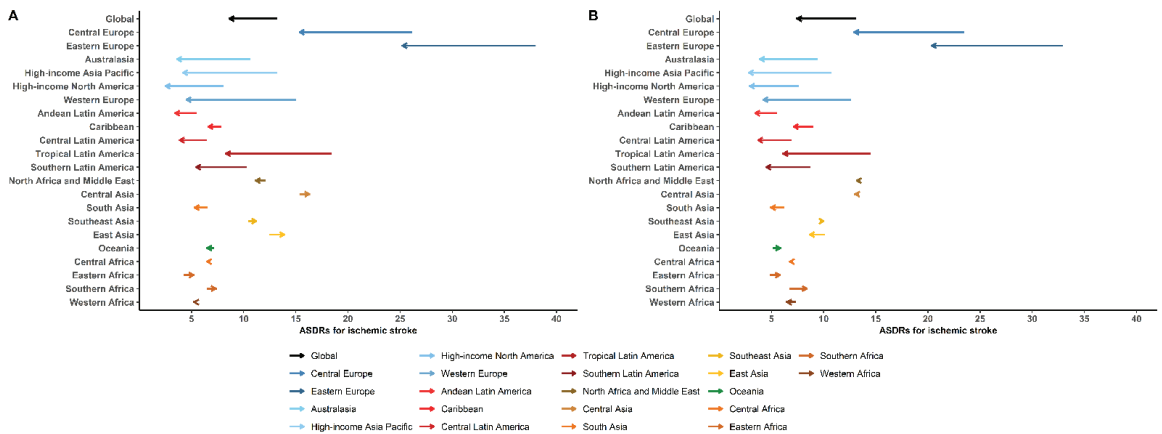 A
Global
Central Europe
Eastern Europe
Australasia
High-income Asia Pacific
High-income North America
Western Europe
Andean Latin America
Caribbean
Central Latin America
Tropical Latin America
Southern Latin America
North Africa and Middle East
Central Asia
South Asia
Southeast Asia
East Asia
Oceania
Central Africa
Eastern Africa
Southern Africa
Western Africa
5 10 15 20 25 30 35 40
ASDRs for ischemic stroke
B
Global
Central Europe
Eastern Europe
Australasia
High-income Asia Pacific
High-income North America
Western Europe
Andean Latin America
Caribbean
Central Latin America
Tropical Latin America
Southern Latin America
North Africa and Middle East
Central Asia
South Asia
Southeast Asia
East Asia
Oceania
Central Africa
Eastern Africa
Southern Africa
Western Africa
5 10 15 20 25 30 35 40
ASDRs for ischemic stroke
Global High-income North America Tropical Latin America Southeast Asia Southern Africa
Central Europe Western Europe Southern Latin America East Asia Western Africa
Eastern Europe Andean Latin America North Africa and Middle East Oceania
Australasia Caribbean Central Asia Central Africa
High-income Asia Pacific Central Latin America South Asia Eastern Africa